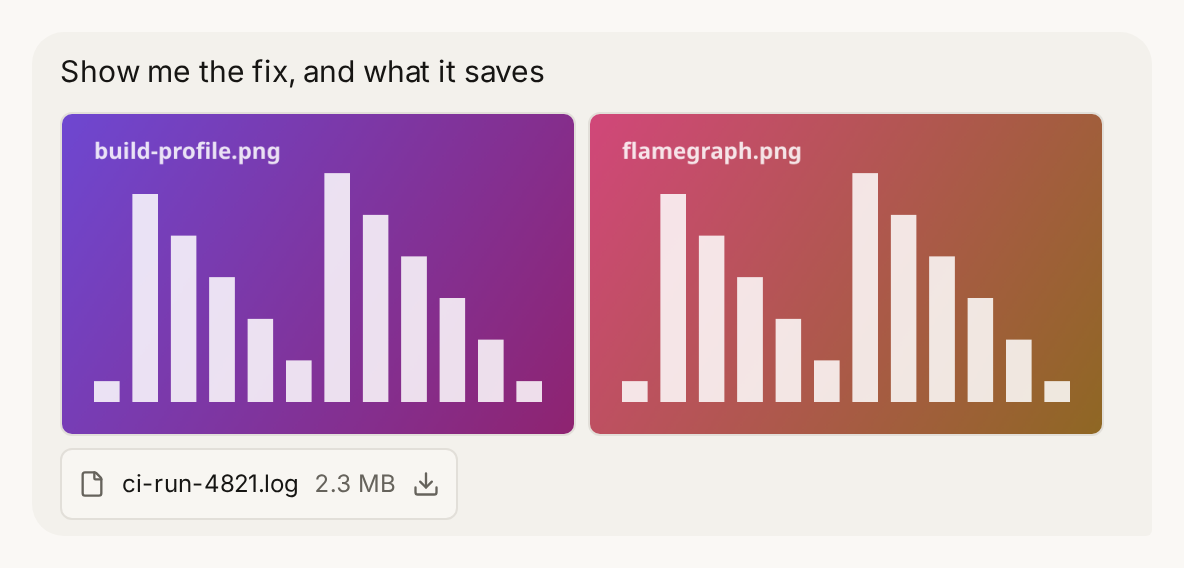 Show me the fix, and what it saves
build-profile.png
flamegraph.png
ci-run-4821.log 2.3 MB